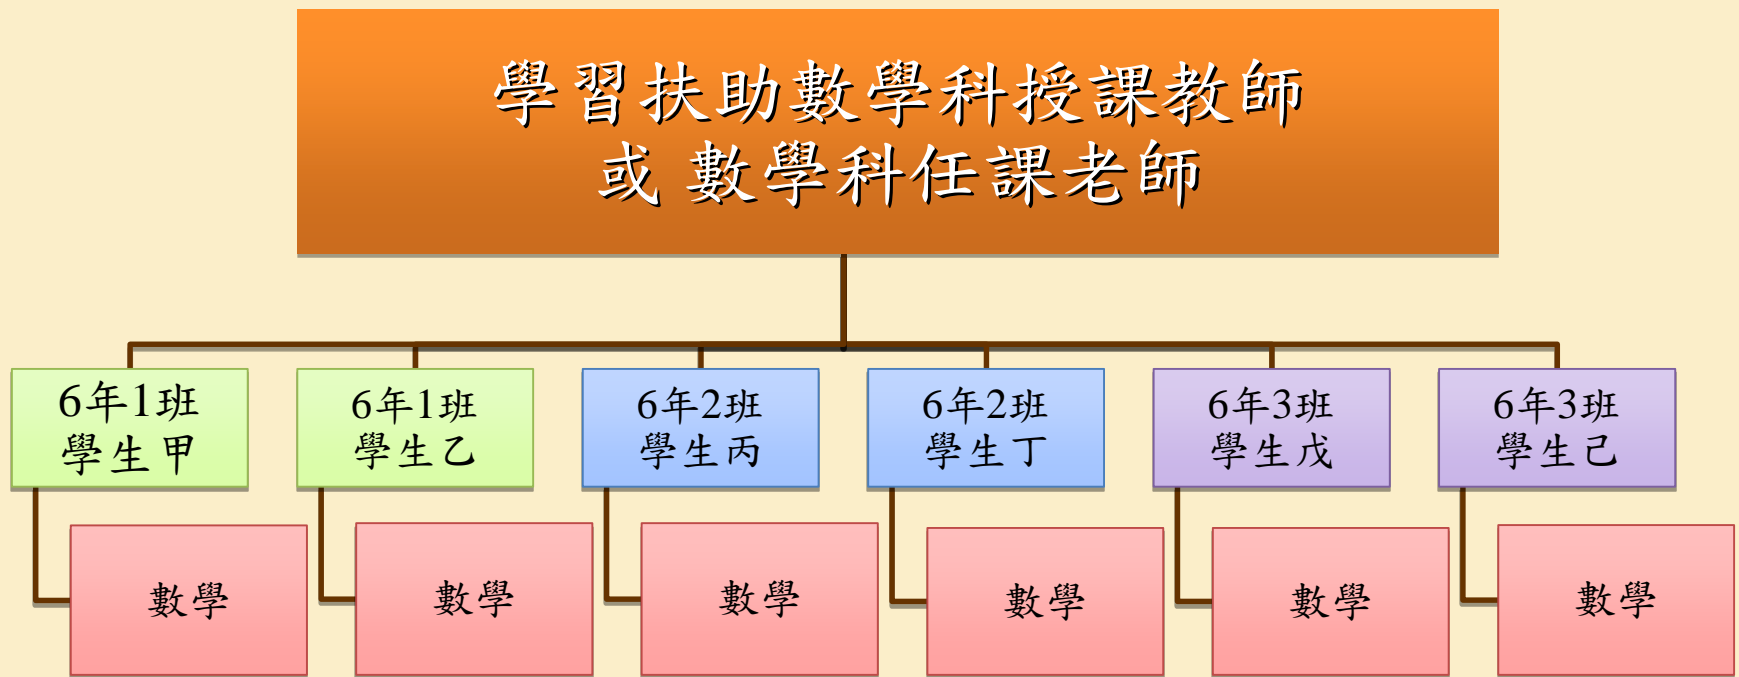 學習扶助數學科授課教師
或 數學科任課老師
6年1班
學生甲
6年1班
學生乙
6年2班
學生丙
6年2班
學生丁
6年3班
學生戊
6年3班
學生己
數學
數學
數學
數學
數學
數學